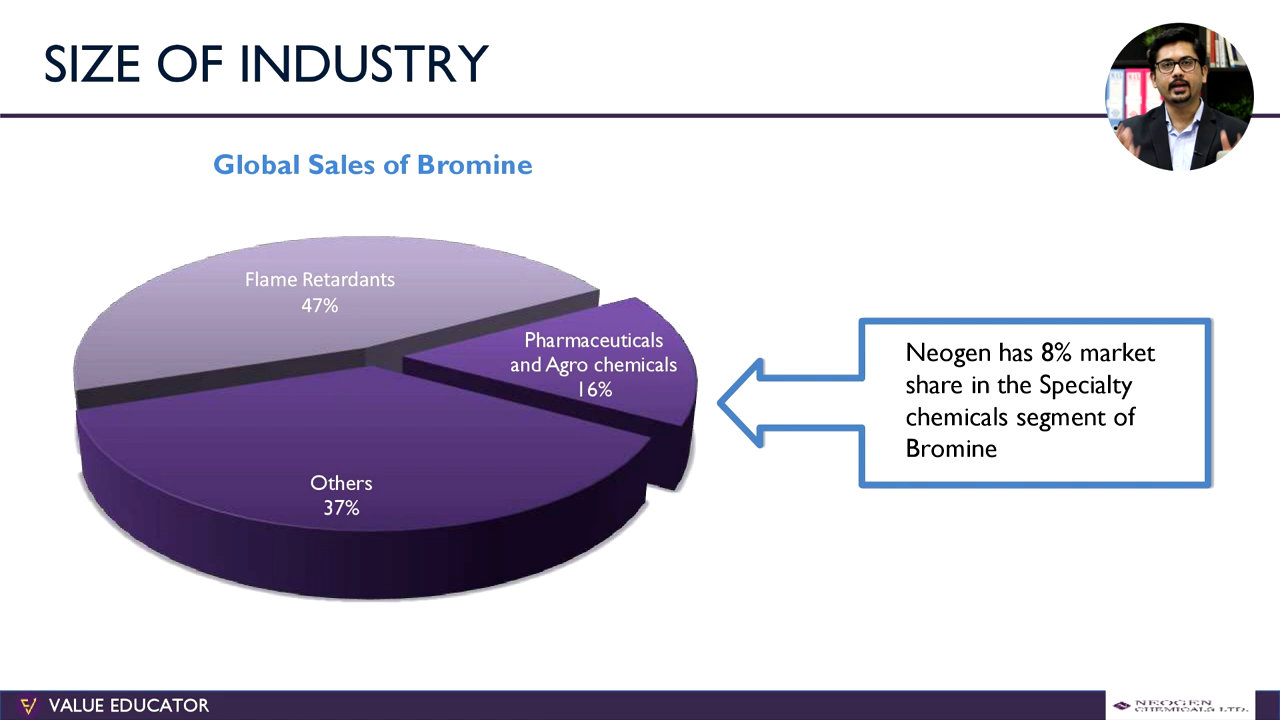 SIZE OF INDUSTRY
Global Sales of Bromine
Flame Retardants
47%
Pharmaceuticals
and Agro chemicals
16%
Others
37%
Neogen has 8% market
share in the Specialty
chemicals segment of
Bromine
VALUE EDUCATOR
NEOGEN
CHEMICALS LTD.